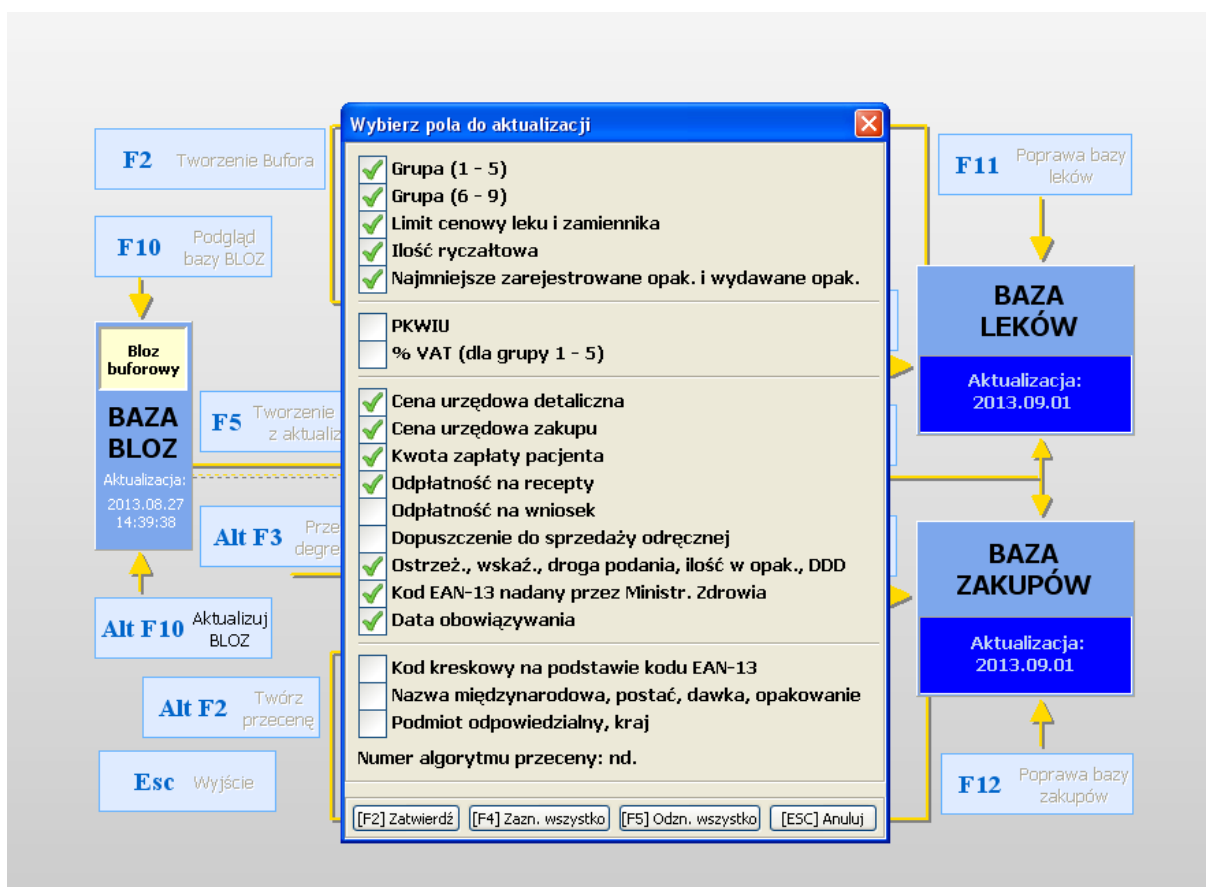 Wybierz pola do aktualizacji
Grupa (1 - 5)
Grupa (6 - 9)
Limit cenowy leku i zamiennika
Ilość ryczałtowa
Najmniejsze zarejestrowane opak. i wydawane opak.
PKWIU
% VAT (dla grupy 1 - 5)
Cena urzędowa detaliczna
Cena urzędowa zakupu
Kwota zapłaty pacjenta
Odpłatność na recepty
Odpłatność na wniosek
Dopuszczenie do sprzedaży odręcznej
Ostrzeż., wskaź., droga podania, ilość w opak., DDD
Kod EAN-13 nadany przez Ministr. Zdrowia
Data obowiązywania
Kod kreskowy na podstawie kodu EAN-13
Nazwa międzynarodowa, postać, dawka, opakowanie
Podmiot odpowiedzialny, kraj
Numer algorytmu przeceny: nd.
[F2] Zatwierdź [F4] Zazn. wszystko [F5] Odzn. wszystko [ESC] Anuluj
F2 Tworzenie Bufora
F10 Podgląd
bazy BLOZ
Bloz
buforowy
BAZA
BLOZ
Aktualizacja:
2013.08.27
14:39:38
F5 Tworzenie
z aktualiz
Alt F3 Prze
degre
Alt F10 Aktualizuj
BLOZ
Alt F2 Twórz
przecenę
Esc Wyjście
F11 Poprawa bazy
leków
BAZA
LEKÓW
Aktualizacja:
2013.09.01
BAZA
ZAKUPÓW
Aktualizacja:
2013.09.01
F12 Poprawa bazy
zakupów